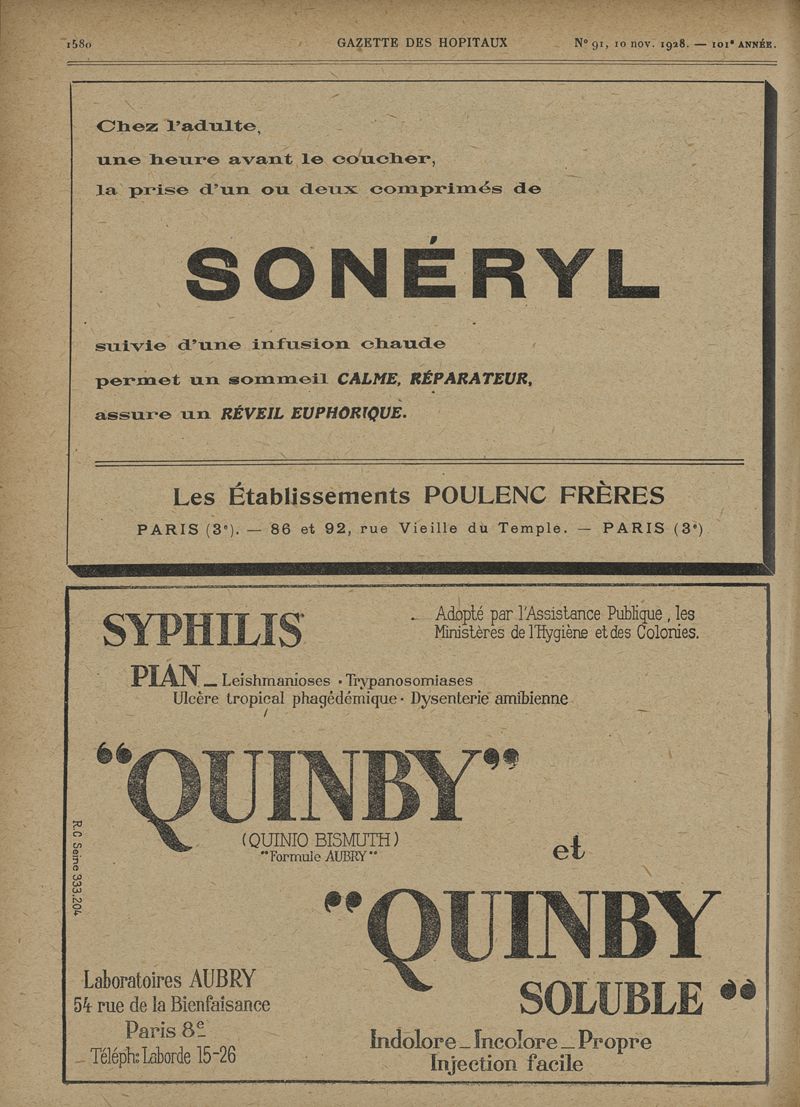 1580
GAZETTE DES HOPITAUX
N° 91, 10 nov. 1928. — 101e ANNÉE.
Chez l'adulte,
une heure avant le coucher,
la prise d'un ou deux comprimés de
SONÉRYL
suivie d'une infusion chaude
permet un sommeil CALME, RÉPARATEUR,
assure un RÉVEIL EUPHORIQUE.
Les Établissements POULENC FRÈRES
PARIS (3e). — 86 et 92, rue Vieille du Temple. — PARIS (3e)
SYPHILIS
Adopté par l'Assistance Publique, les
Ministères de l'Hygiène et des Colonies.
PIAN _ Leishmanioses · Trypanosomiases
Ulcère tropical phagédémique · Dysenterie amibienne
"QUINBY"
(QUINIO BISMUTH)
"Formule AUBRY"
et
"QUINBY
SOLUBLE"
R.C Seine 333.204
Laboratoires AUBRY
54 rue de la Bienfaisance
Paris 8e
Téléph: Laborde 15-26
Indolore _ Incolore _ Propre
Injection facile